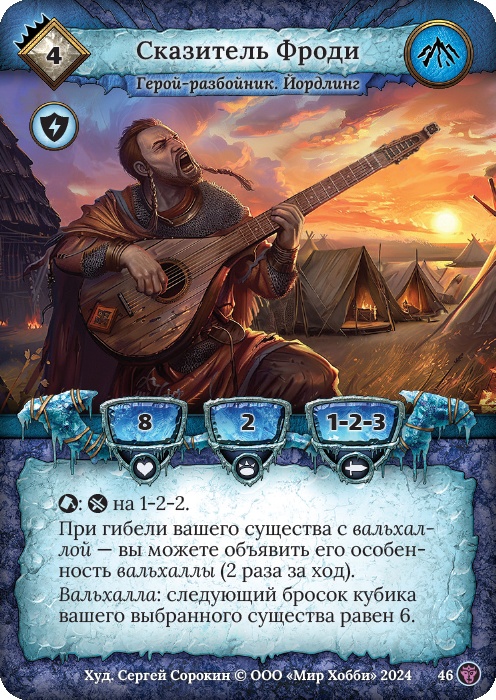 4
Сказитель Фроди
Герой-разбойник. Йордлинг
8
2
1-2-3
: на 1-2-2.
При гибели вашего существа с вальхал-
лой — вы можете объявить его особен-
ность вальхаллы (2 раза за ход).
Вальхалла: следующий бросок кубика
вашего выбранного существа равен 6.
Худ. Сергей Сорокин © ООО «Мир Хобби» 2024
46